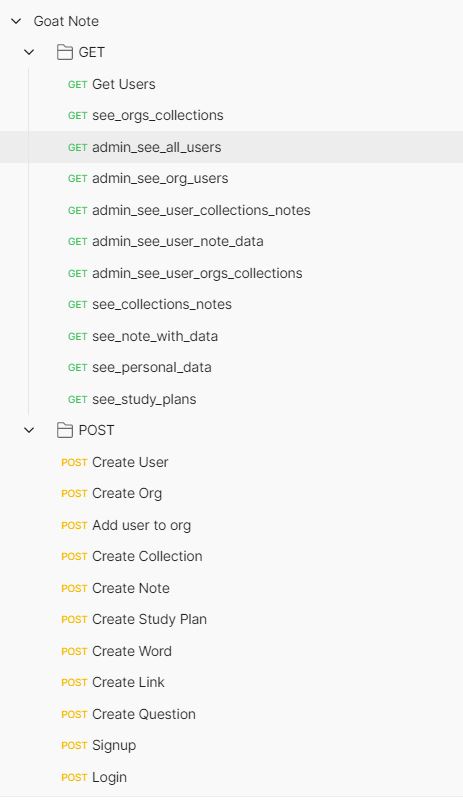 Goat Note
GET
GET Get Users
GET see_orgs_collections
GET admin_see_all_users
GET admin_see_org_users
GET admin_see_user_collections_notes
GET admin_see_user_note_data
GET admin_see_user_orgs_collections
GET see_collections_notes
GET see_note_with_data
GET see_personal_data
GET see_study_plans
POST
POST Create User
POST Create Org
POST Add user to org
POST Create Collection
POST Create Note
POST Create Study Plan
POST Create Word
POST Create Link
POST Create Question
POST Signup
POST Login